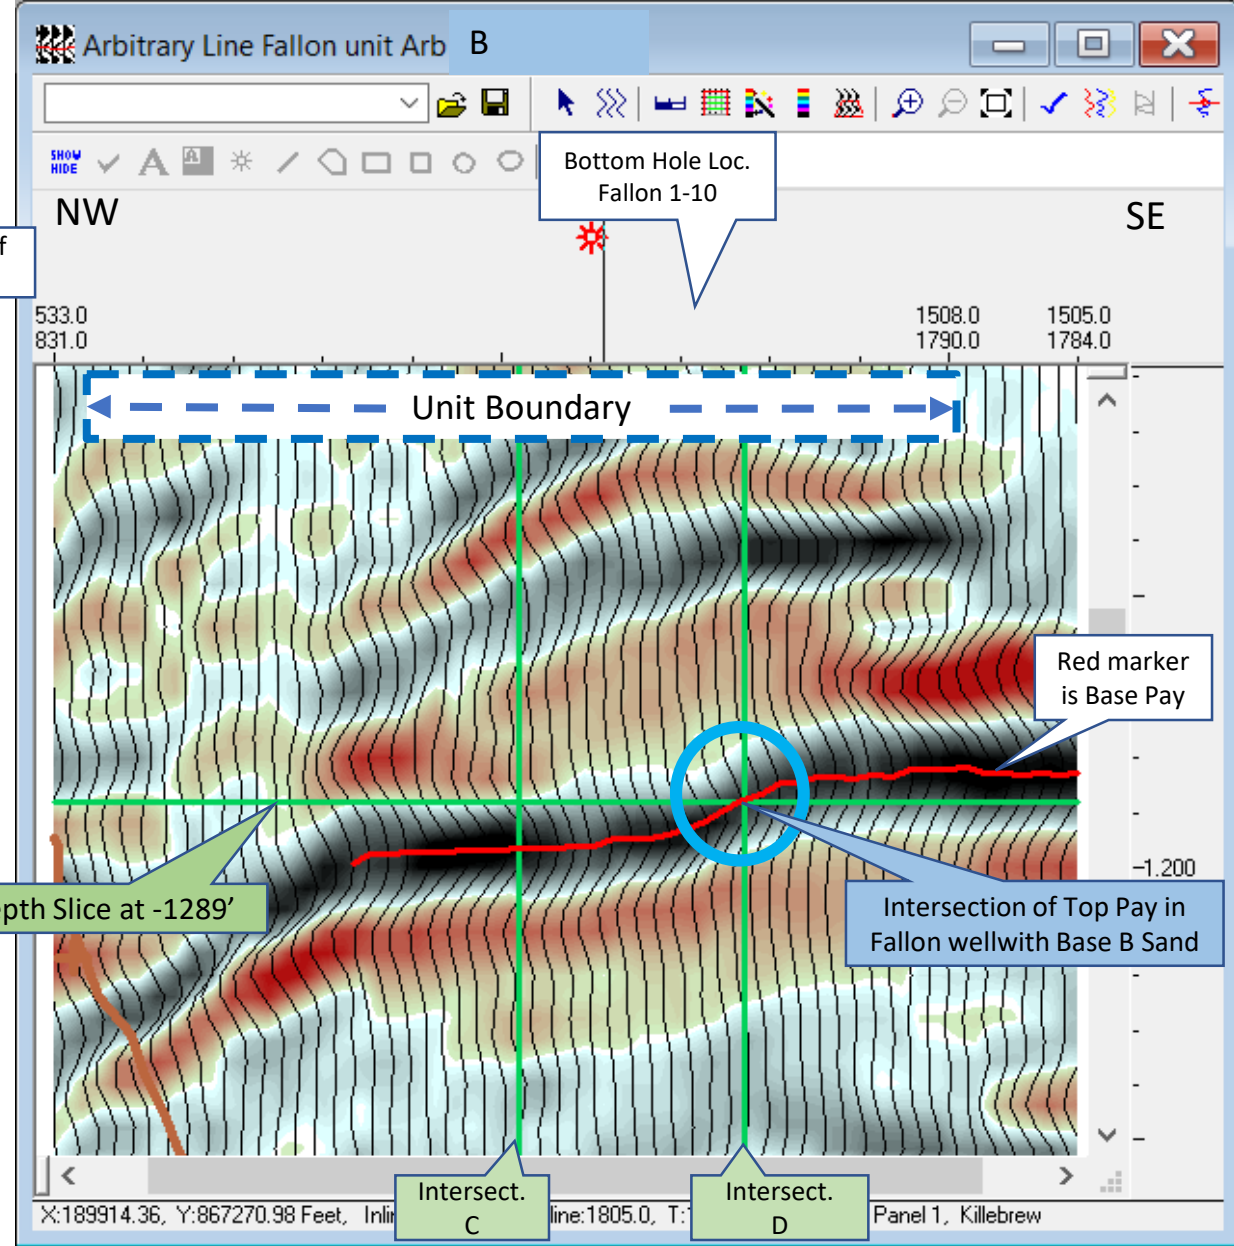 Arbitrary Line Fallon unit Arb B
SHOW
HIDE
A
A
Bottom Hole Loc.
Fallon 1-10
NW
SE
f
533.0
831.0
1508.0
1790.0
1505.0
1784.0
Unit Boundary
Red marker
is Base Pay
-1.200
pth Slice at -1289’
Intersection of Top Pay in
Fallon wellwith Base B Sand
Intersect.
C
Intersect.
D
X:189914.36, Y:867270.98 Feet, Inli line:1805.0, T: Panel 1, Killebrew